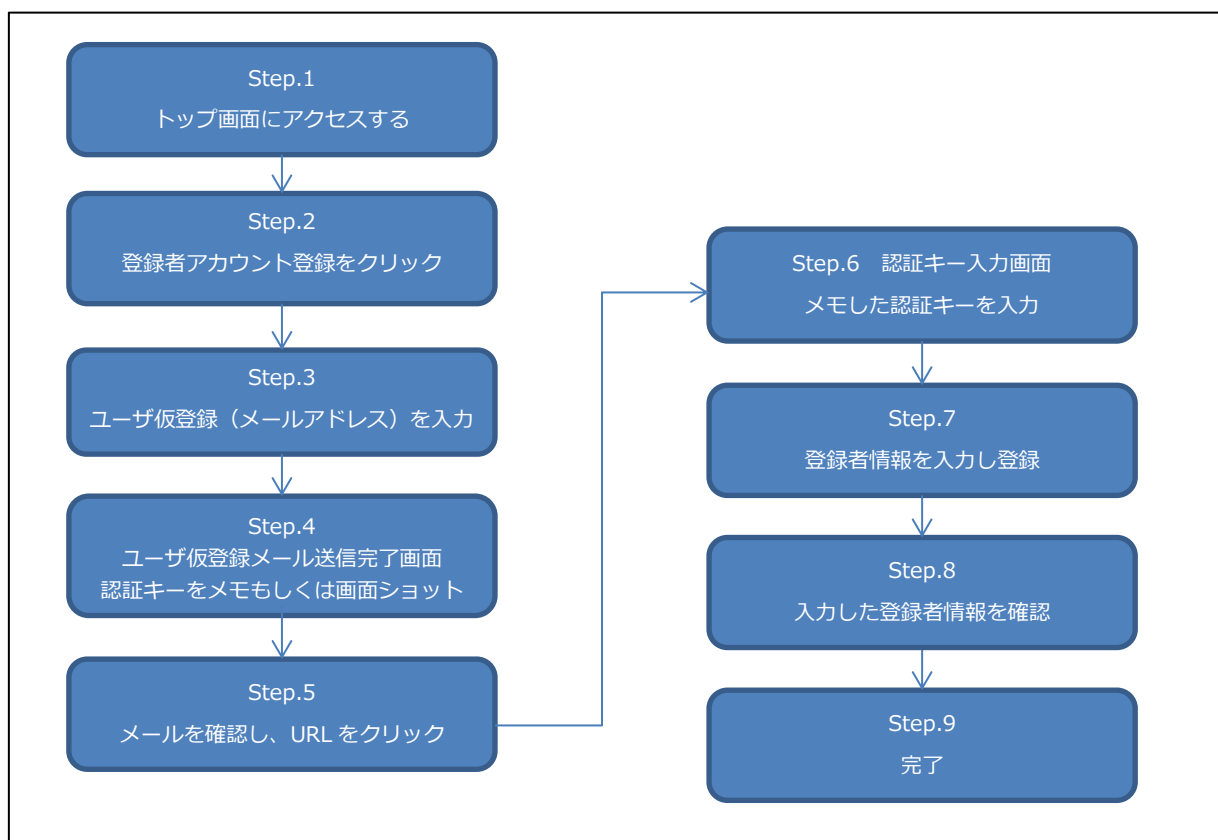 Step.1
トップ画面にアクセスする
Step.2
登録者アカウント登録をクリック
Step.3
ユーザ仮登録（メールアドレス）を入力
Step.4
ユーザ仮登録メール送信完了画面
認証キーをメモもしくは画面ショット
Step.5
メールを確認し、URL をクリック
Step.6　認証キー入力画面
メモした認証キーを入力
Step.7
登録者情報を入力し登録
Step.8
入力した登録者情報を確認
Step.9
完了